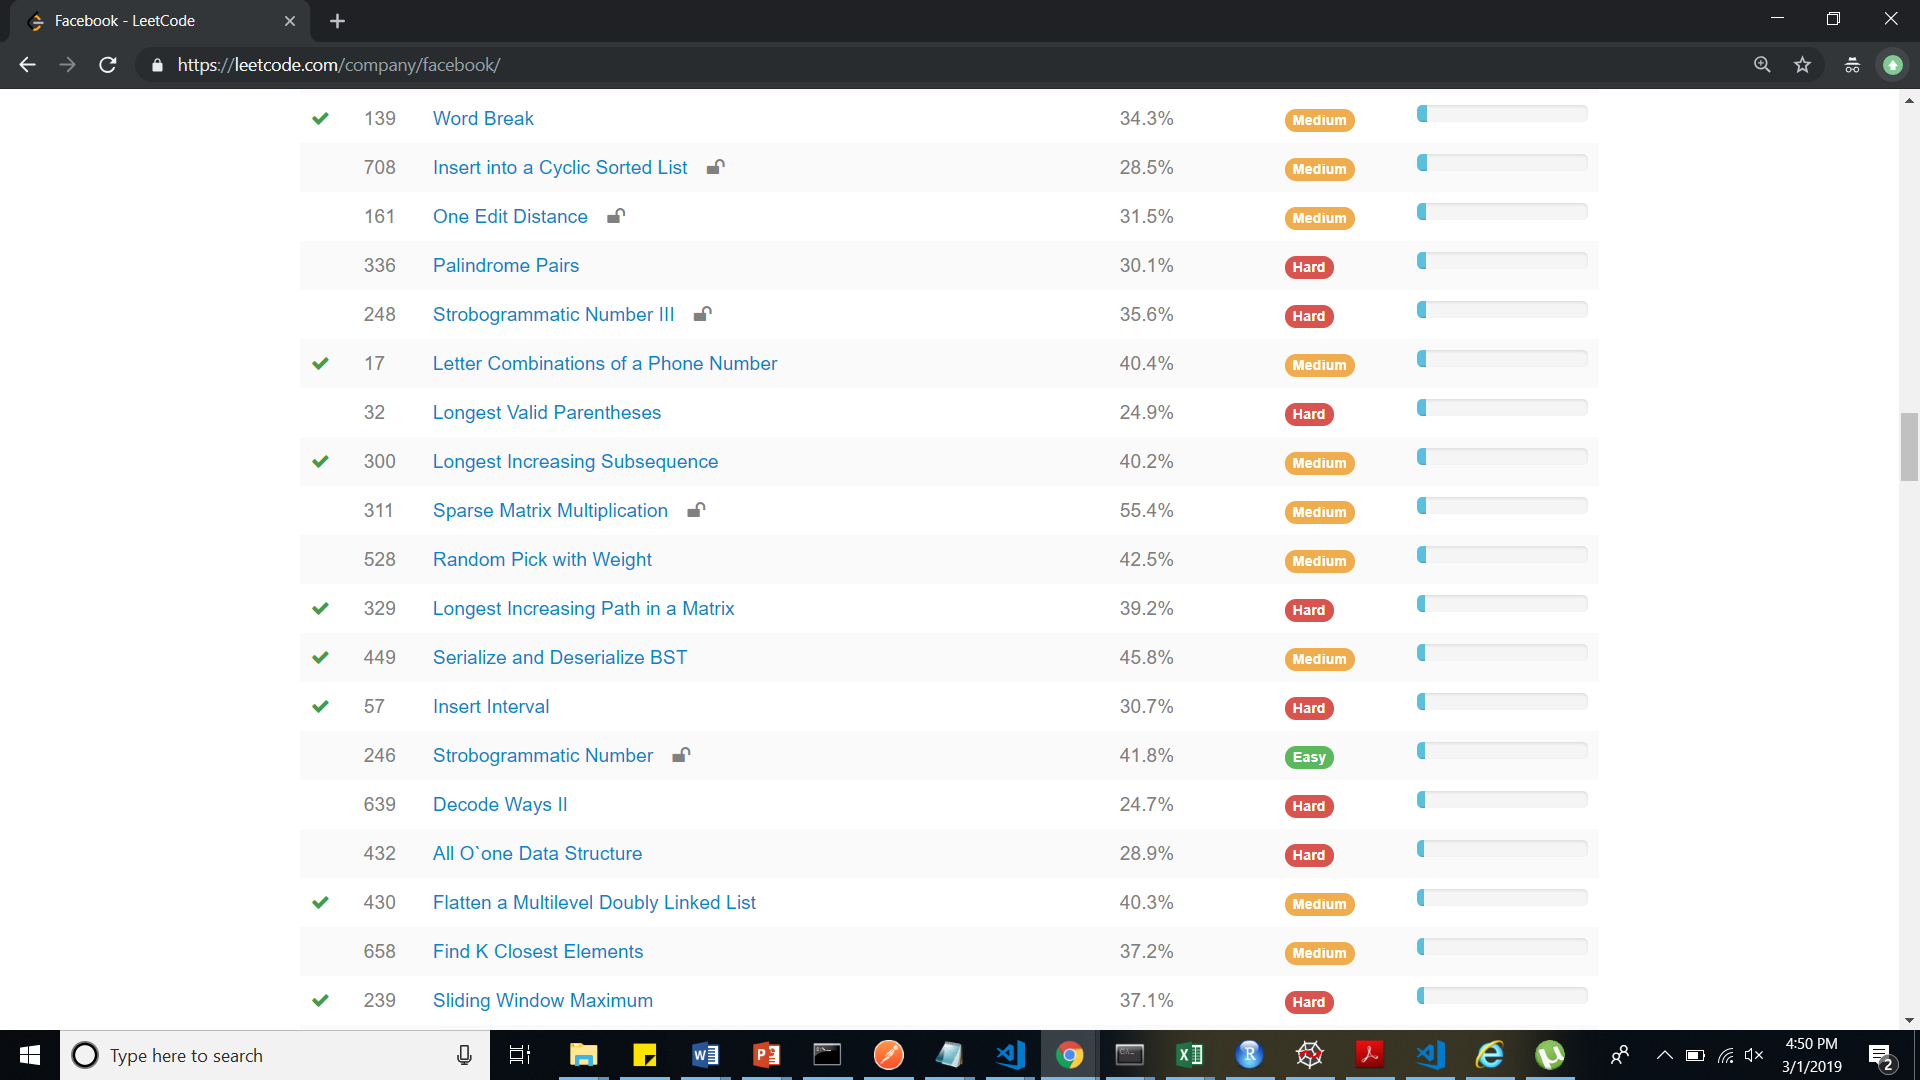 Facebook - LeetCode
https://leetcode.com/company/facebook/
139 Word Break 34.3% Medium
708 Insert into a Cyclic Sorted List 28.5% Medium
161 One Edit Distance 31.5% Medium
336 Palindrome Pairs 30.1% Hard
248 Strobogrammatic Number III 35.6% Hard
17 Letter Combinations of a Phone Number 40.4% Medium
32 Longest Valid Parentheses 24.9% Hard
300 Longest Increasing Subsequence 40.2% Medium
311 Sparse Matrix Multiplication 55.4% Medium
528 Random Pick with Weight 42.5% Medium
329 Longest Increasing Path in a Matrix 39.2% Hard
449 Serialize and Deserialize BST 45.8% Medium
57 Insert Interval 30.7% Hard
246 Strobogrammatic Number 41.8% Easy
639 Decode Ways II 24.7% Hard
432 All O`one Data Structure 28.9% Hard
430 Flatten a Multilevel Doubly Linked List 40.3% Medium
658 Find K Closest Elements 37.2% Medium
239 Sliding Window Maximum 37.1% Hard
Type here to search
4:50 PM
3/1/2019
2